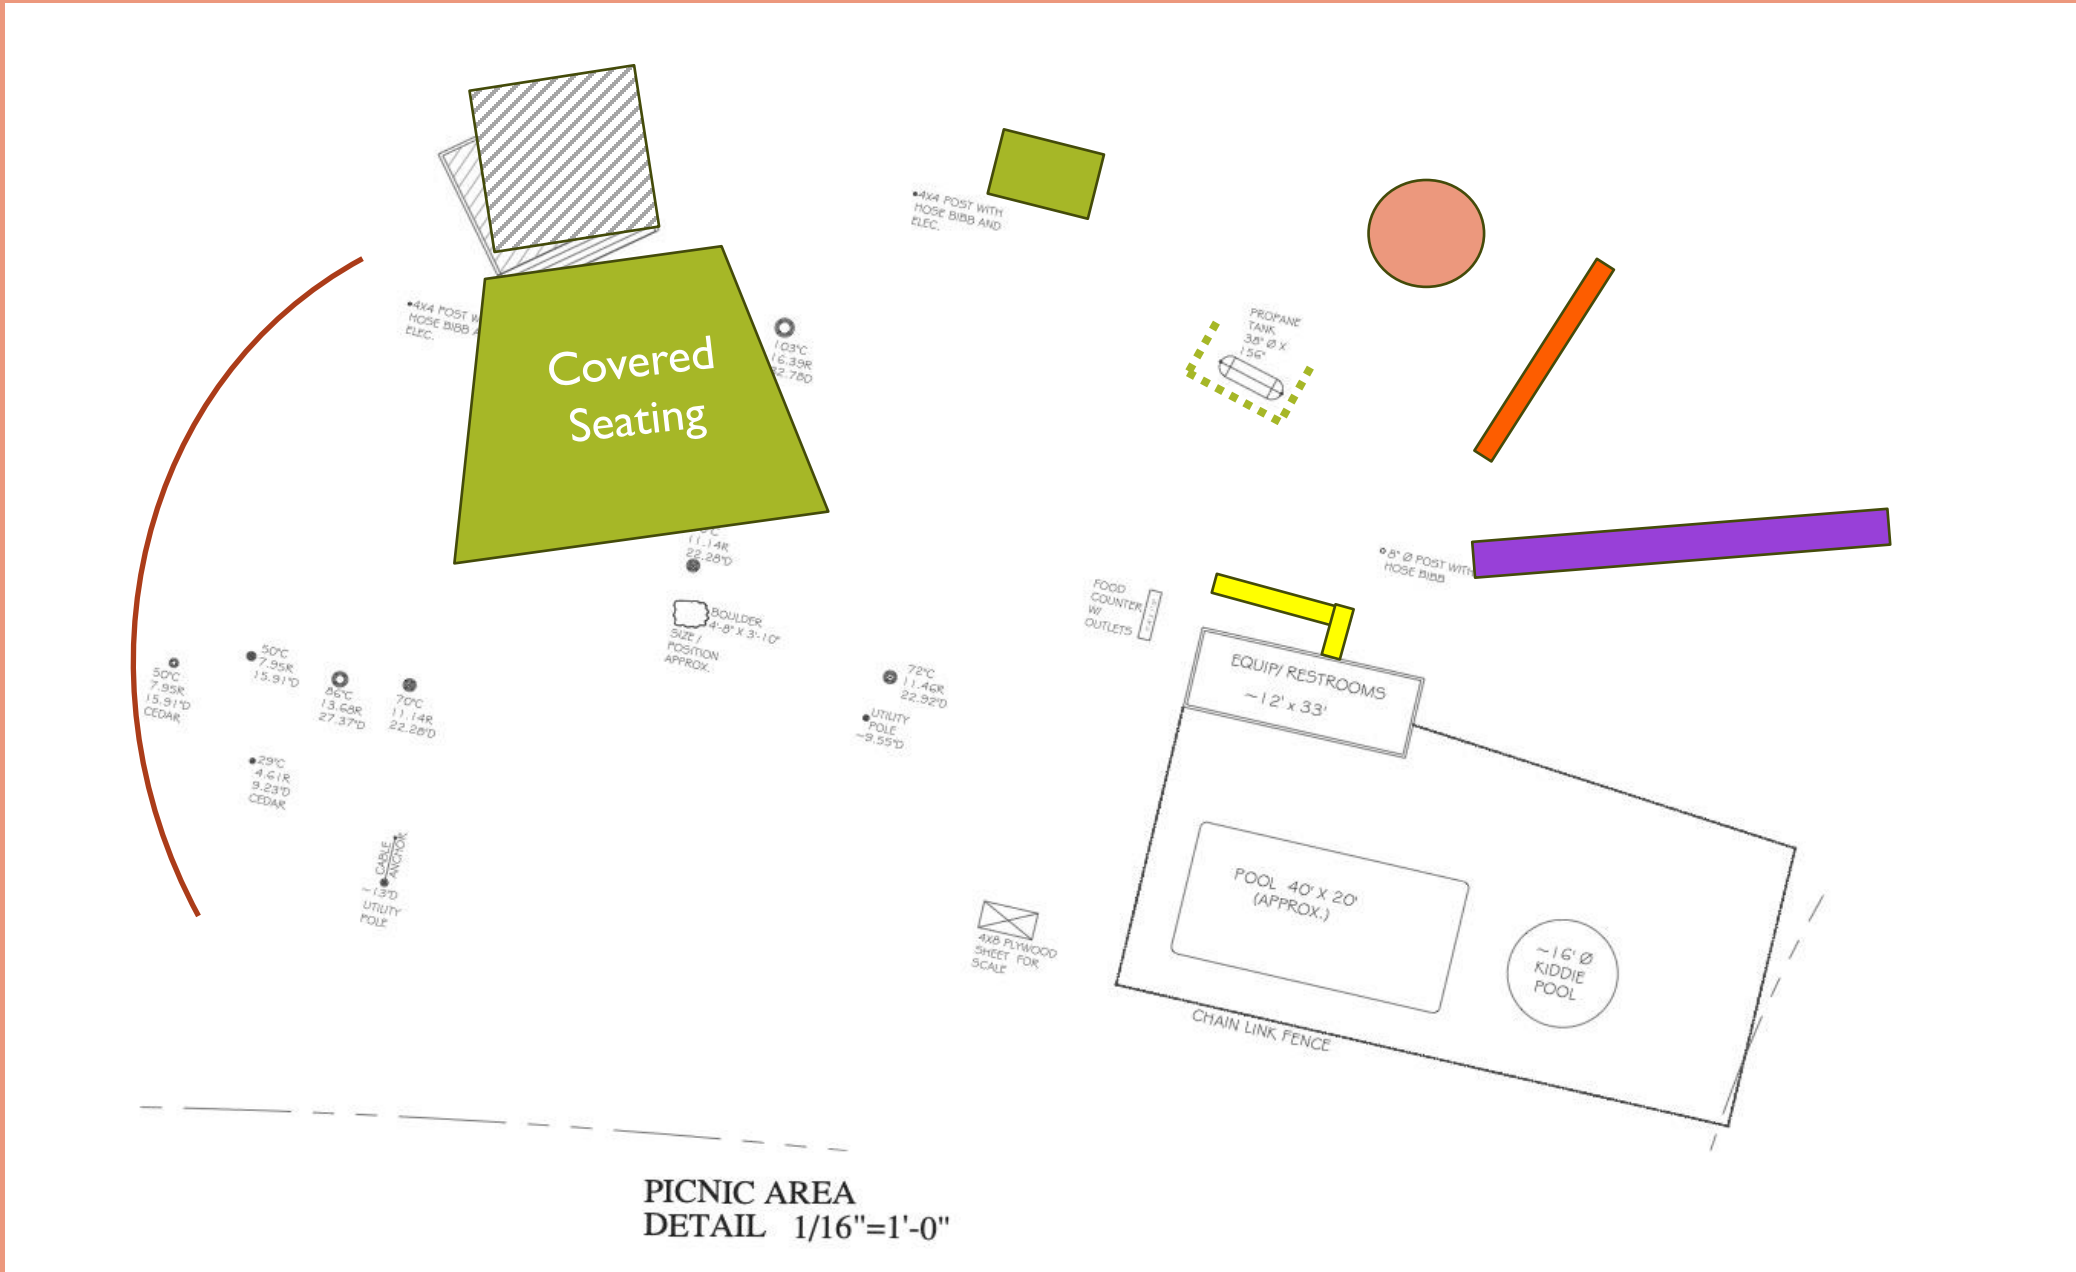 4X4 POST WITH
HOSE BIBB AND
ELEC.
PROPANE
TANK
38" Ø X
156"
4X4 POST
HOSE BIBB
ELEC.
Covered
Seating
103"C
16.39R
32.78D
11.14R
22.28"D
BOULDER
4'-8" X 3'-10"
SIZE /
POSITION
APPROX.
8" Ø POST WITH
HOSE BIBB
FOOD
COUNTER
W/
OUTLETS
EQUIP/ RESTROOMS
~12' x 33'
50"C
7.95R
15.91"D
CEDAR
50"C
7.95R
15.91"D
86"C
13.68R
27.37"D
70"C
11.14R
22.28"D
72"C
11.46R
22.92"D
UTILITY
POLE
~9.55"D
29"C
4.61R
9.23"D
CEDAR
CABLE
ANCHOR
~13"D
UTILITY
POLE
4X8 PLYWOOD
SHEET FOR
SCALE
POOL 40' X 20'
(APPROX.)
~16' Ø
KIDDIE
POOL
CHAIN LINK FENCE
PICNIC AREA
DETAIL 1/16"=1'-0"